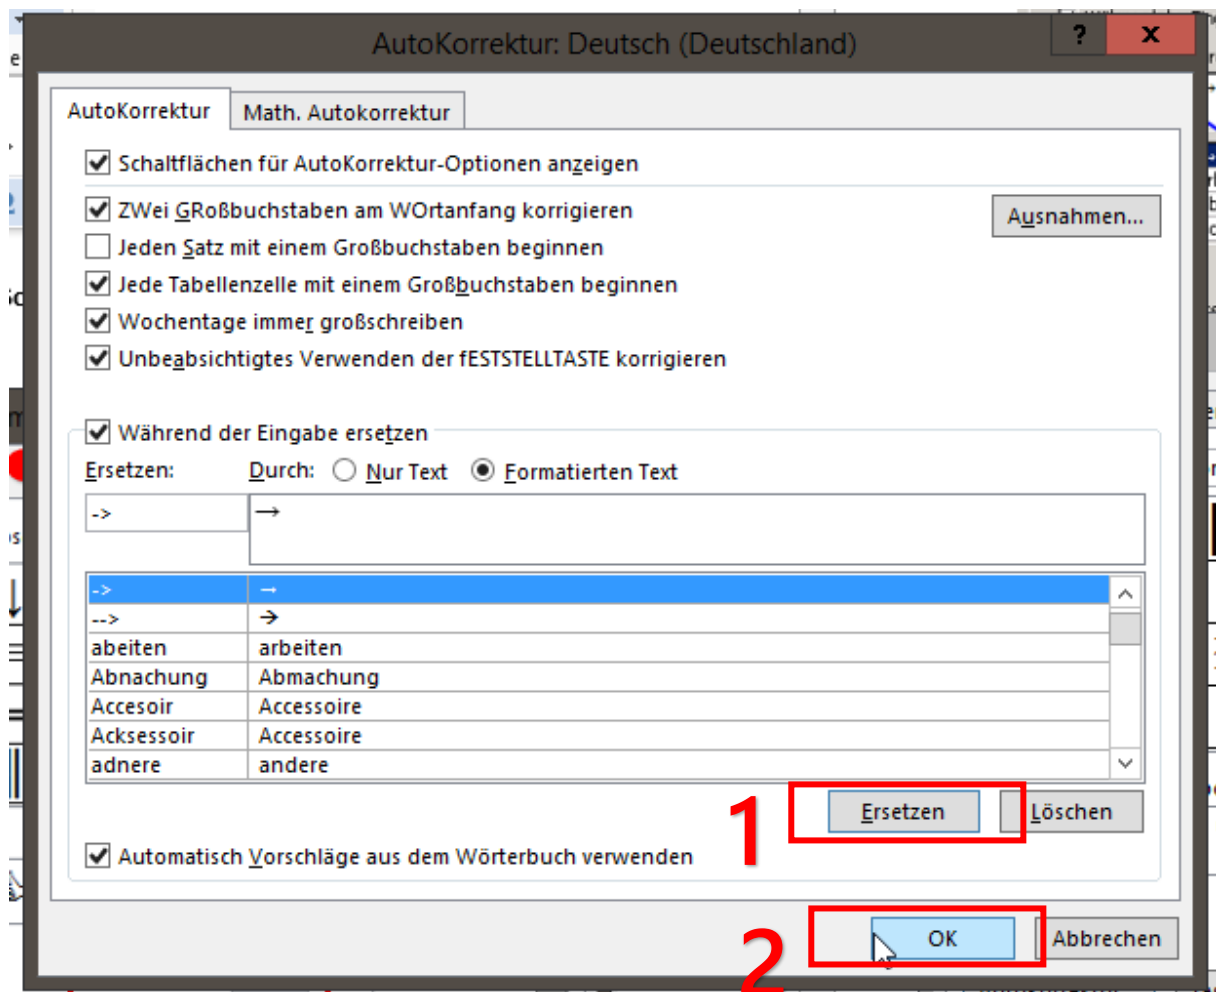 AutoKorrektur: Deutsch (Deutschland)
? x
AutoKorrektur Math. Autokorrektur
Schaltflächen für AutoKorrektur-Optionen anzeigen
ZWei GRoßbuchstaben am WOrtanfang korrigieren
Ausnahmen...
Jeden Satz mit einem Großbuchstaben beginnen
Jede Tabellenzelle mit einem Großbuchstaben beginnen
Wochentage immer großschreiben
Unbeabsichtigtes Verwenden der fESTSTELLTASTE korrigieren
Während der Eingabe ersetzen
Ersetzen: Durch: Nur Text Formatierten Text
-> →
-> →
--> →
abeiten arbeiten
Abnachung Abmachung
Accesoir Accessoire
Acksessoir Accessoire
adnere andere
1 Ersetzen Löschen
Automatisch Vorschläge aus dem Wörterbuch verwenden
2 OK Abbrechen